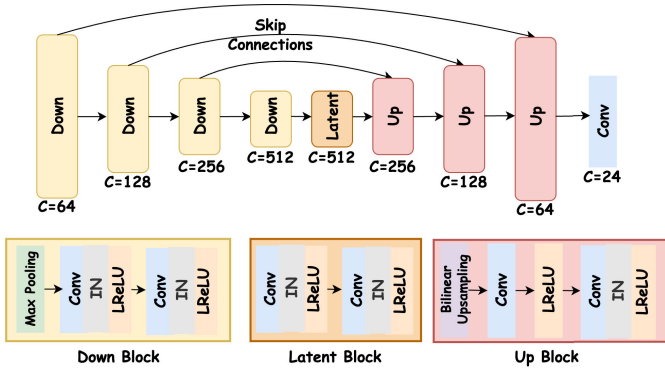 Skip
Connections
Down
Down
Down
Down
Latent
Up
Up
Up
Conv
C=64
C=128
C=256
C=512
C=512
C=256
C=128
C=64
C=24
Max Pooling
Conv
IN
LReLU
Conv
IN
LReLU
Down Block
Conv
IN
LReLU
Conv
IN
LReLU
Latent Block
Bilinear
Upsampling
Conv
LReLU
Conv
IN
LReLU
Up Block